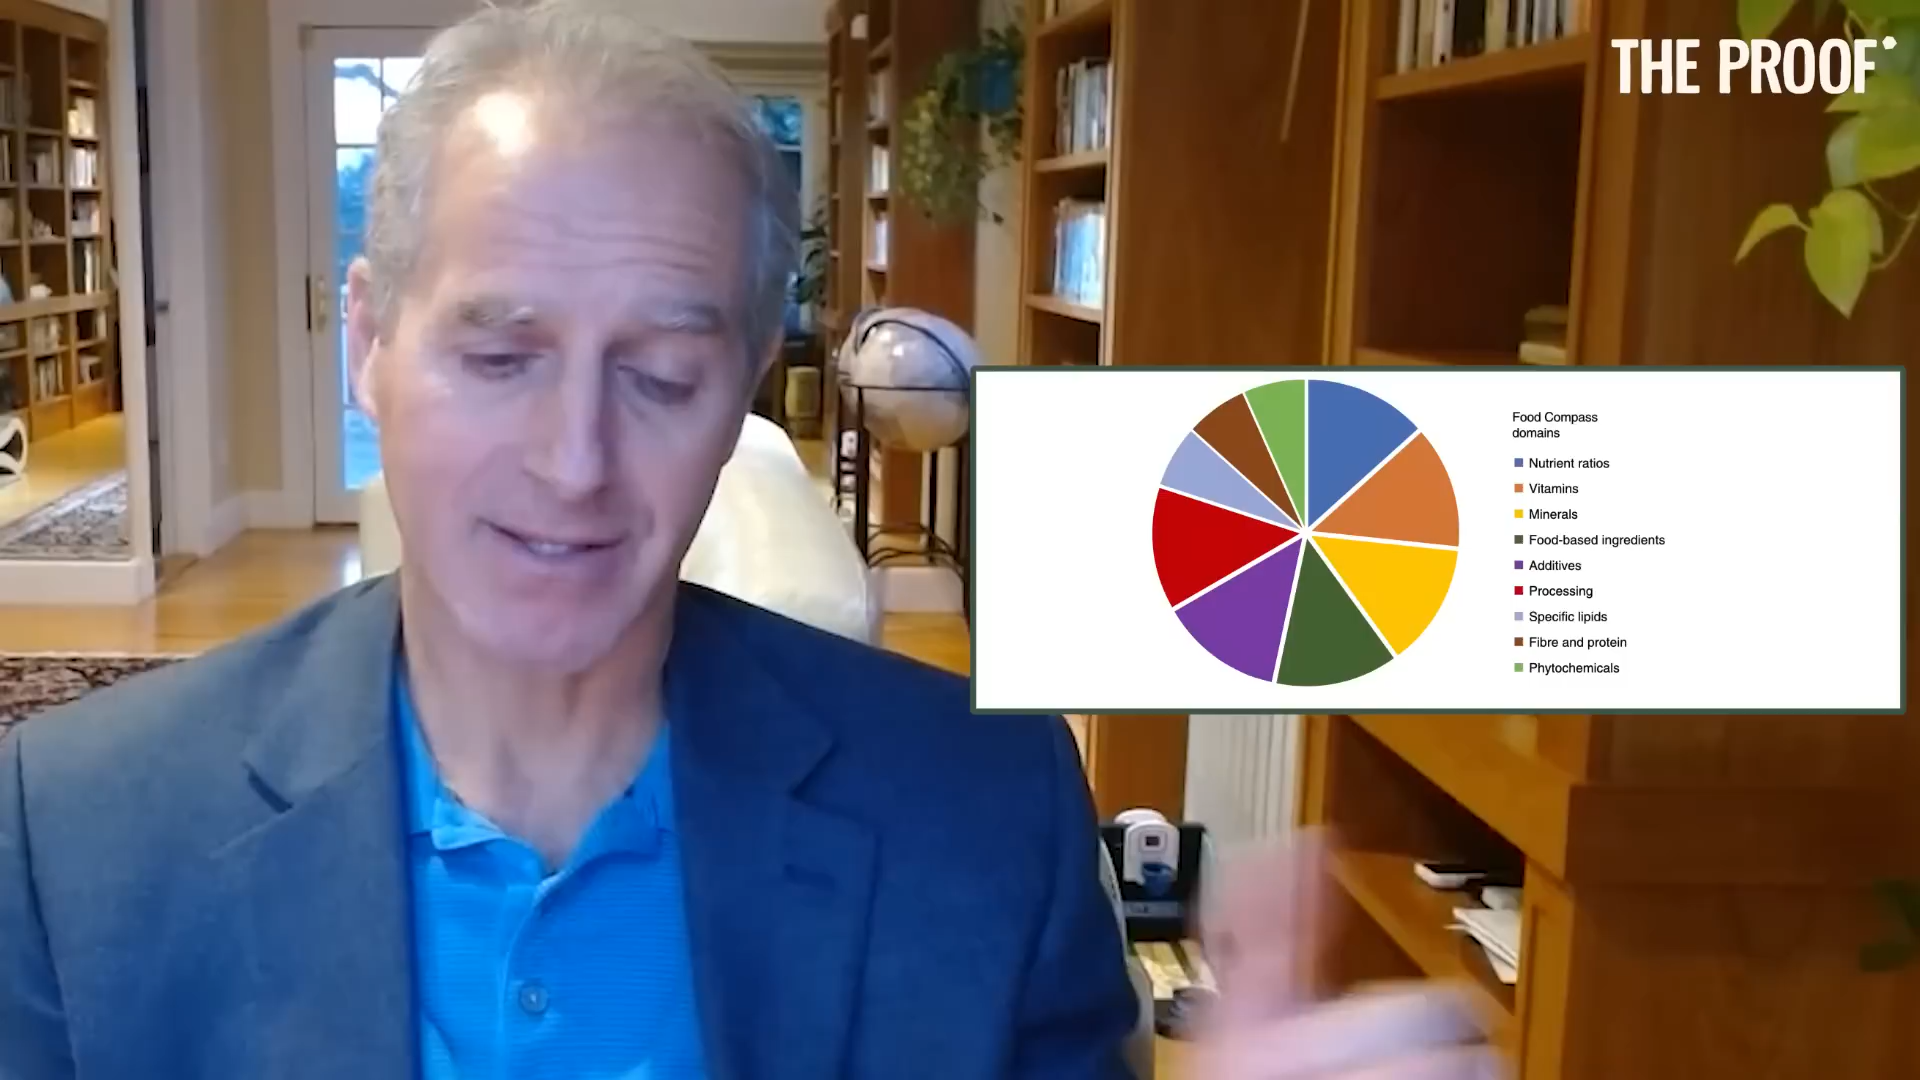 THE PROOF
Food Compass
domains
Nutrient ratios
Vitamins
Minerals
Food-based ingredients
Additives
Processing
Specific lipids
Fibre and protein
Phytochemicals